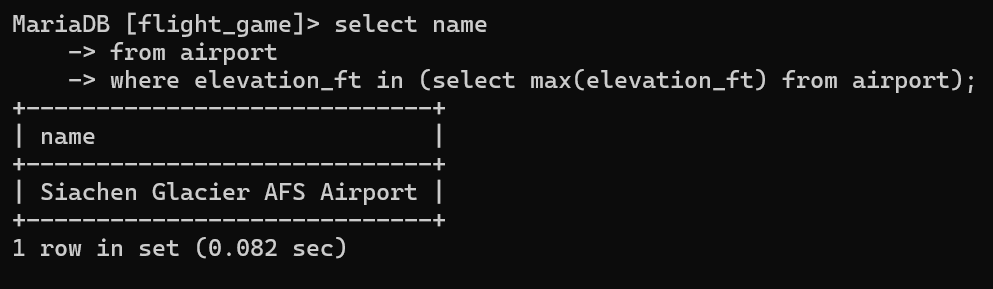 MariaDB [flight_game]> select name
    -> from airport
    -> where elevation_ft in (select max(elevation_ft) from airport);
+-----------------------------+
| name                        |
+-----------------------------+
| Siachen Glacier AFS Airport |
+-----------------------------+
1 row in set (0.082 sec)